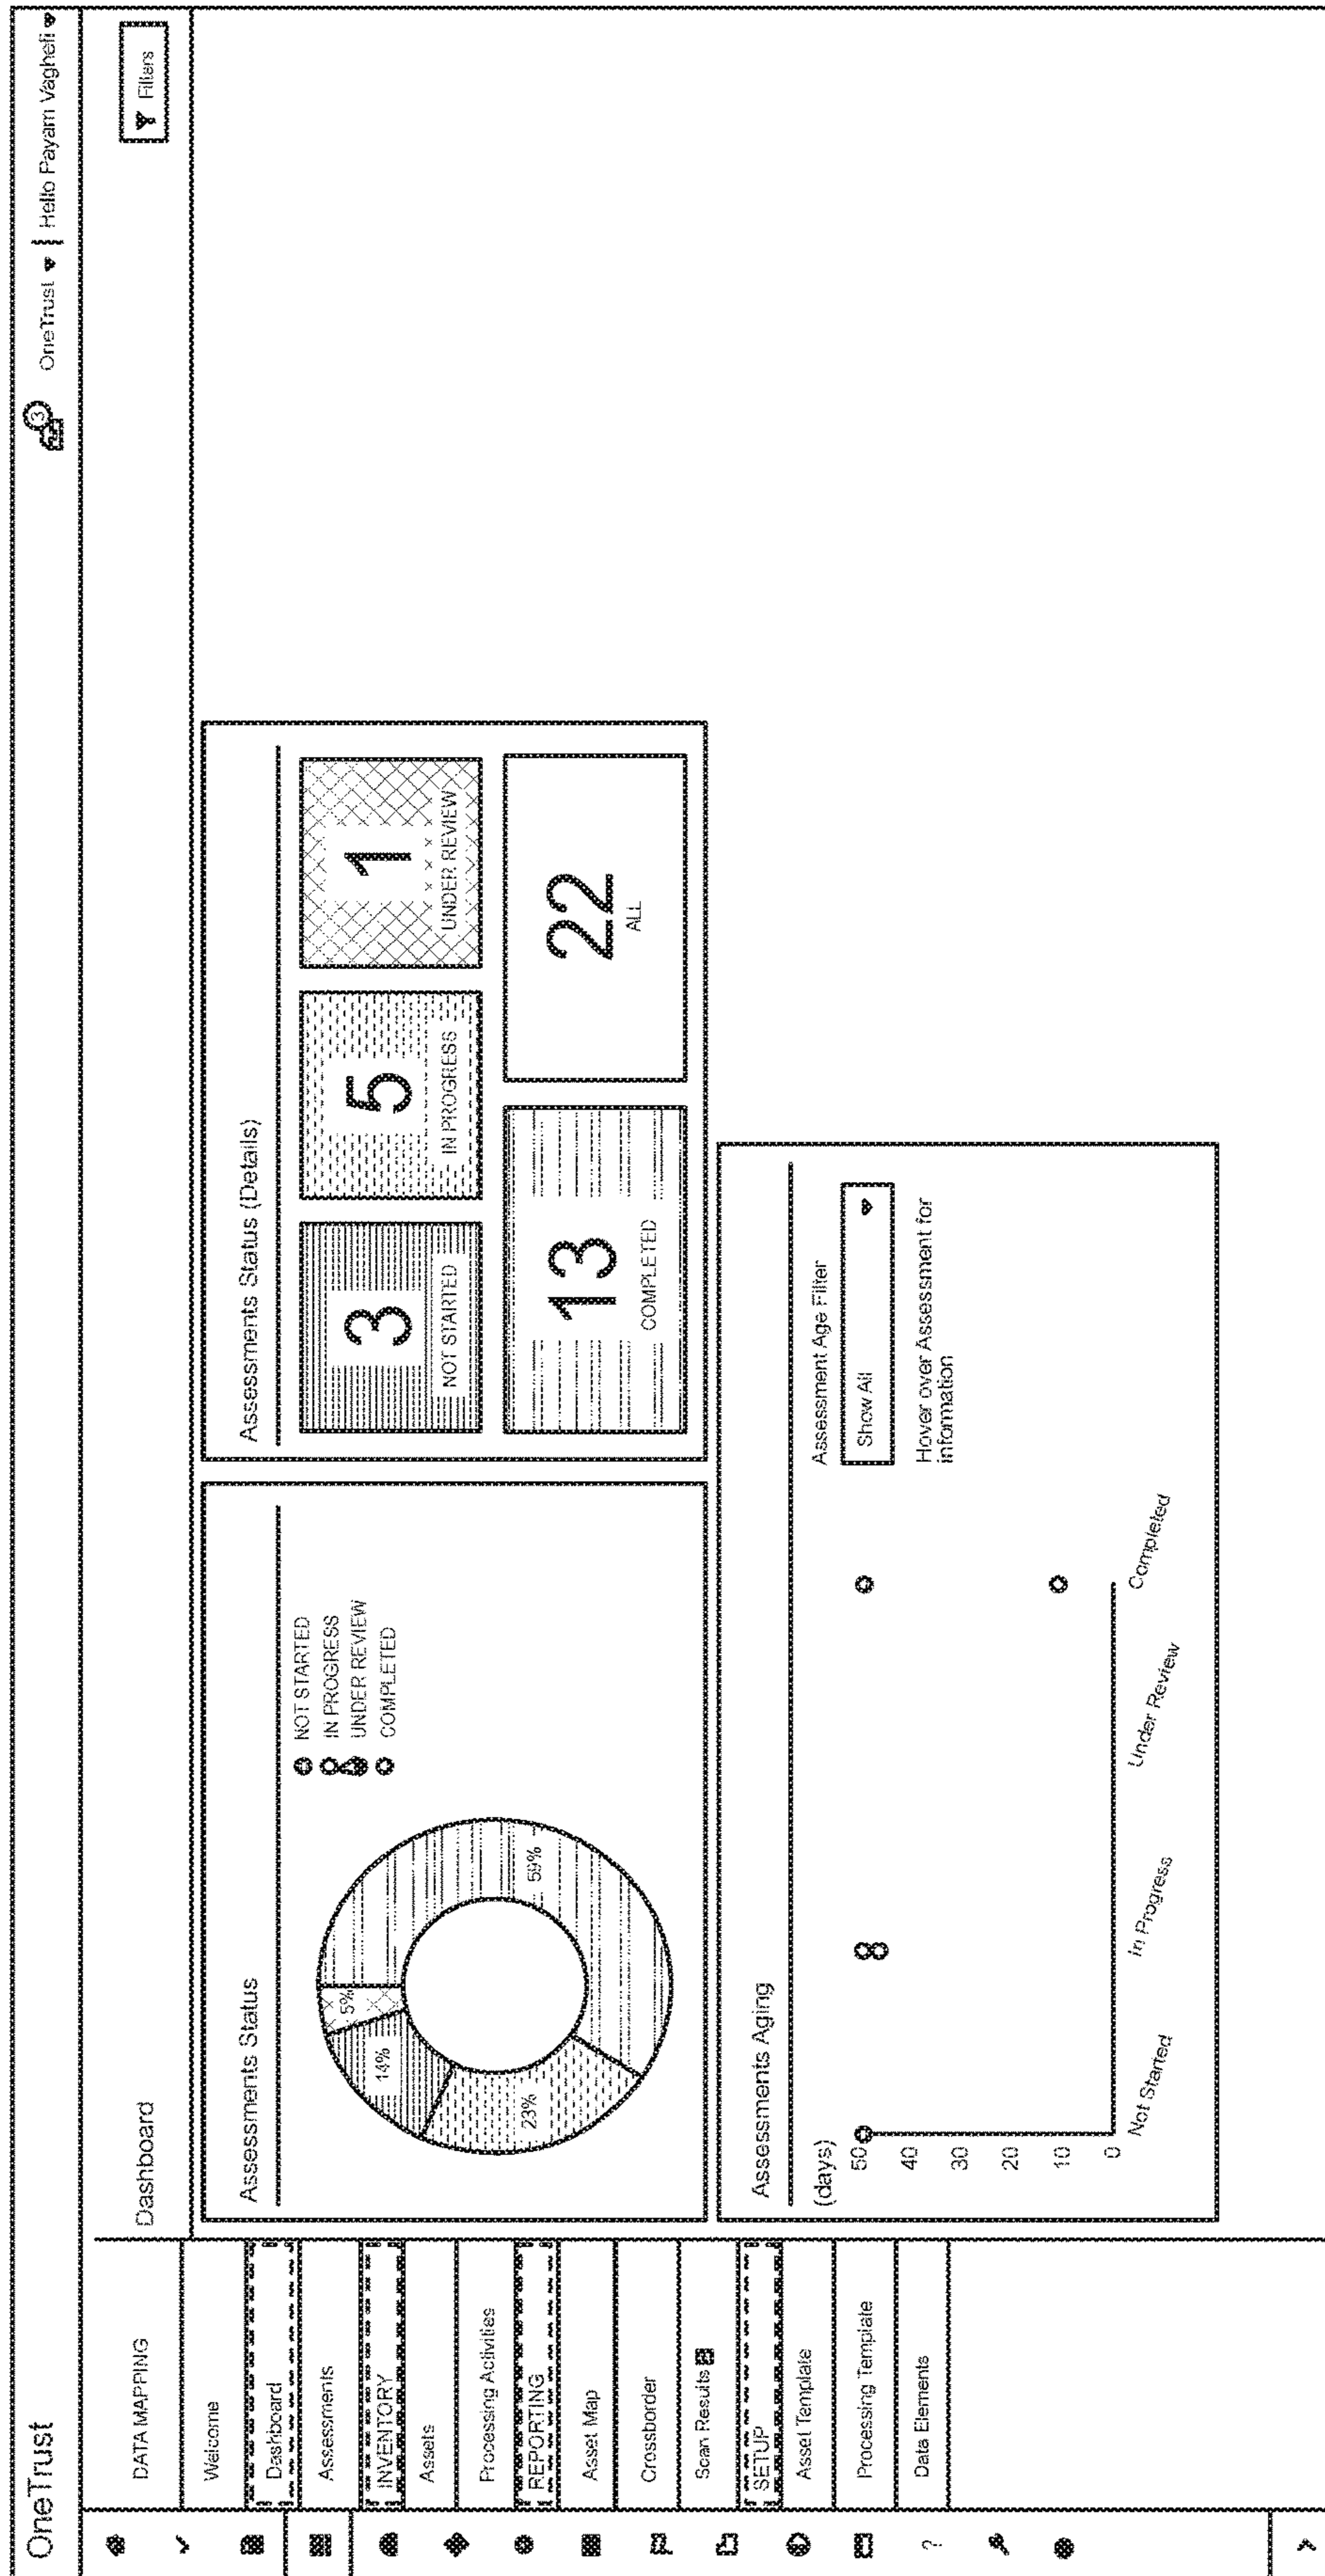 OneTrust
3
OneTrust
Hello Payam Vaghefi
DATA MAPPING
Welcome
Dashboard
Assessments
INVENTORY
Assets
Processing Activities
REPORTING
Asset Map
Crossborder
Scan Results
SETUP
Asset Template
Processing Template
Data Elements
?
Dashboard
Filters
Assessments Status
5%
14%
23%
59%
NOT STARTED
IN PROGRESS
UNDER REVIEW
COMPLETED
Assessments Status (Details)
3
NOT STARTED
5
IN PROGRESS
1
UNDER REVIEW
13
COMPLETED
22
ALL
Assessments Aging
(days)
50
40
30
20
10
0
Not Started
In Progress
Under Review
Completed
Assessment Age Filter
Show All
Hover over Assessment for
information